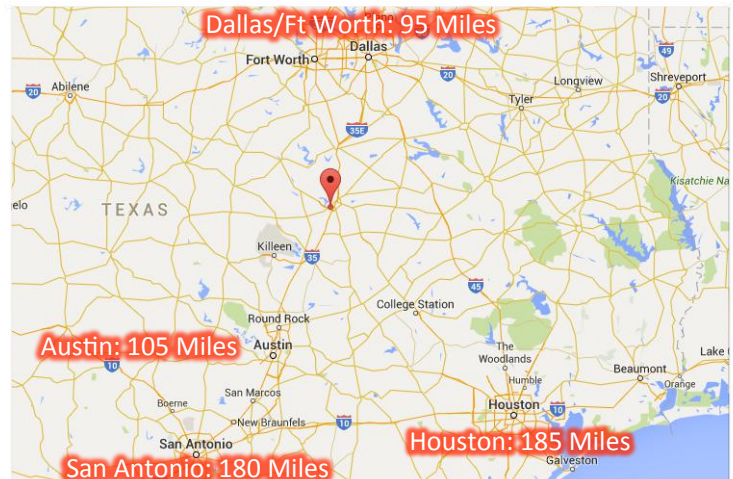 Dallas/Ft Worth: 95 Miles
Dallas
Fort Worth
49
Abilene
20
20
Longview
Shreveport
20
Tyler
35E
Kisatchie Na
elo
TEXAS
Killeen
35
45
College Station
Round Rock
Austin
Austin: 105 Miles
The
Woodlands
Lake
10
Beaumont
Humble
Orange
San Marcos
Boerne
Houston
10
New Braunfels
10
San Antonio
Houston: 185 Miles
San Antonio: 180 Miles
Galveston